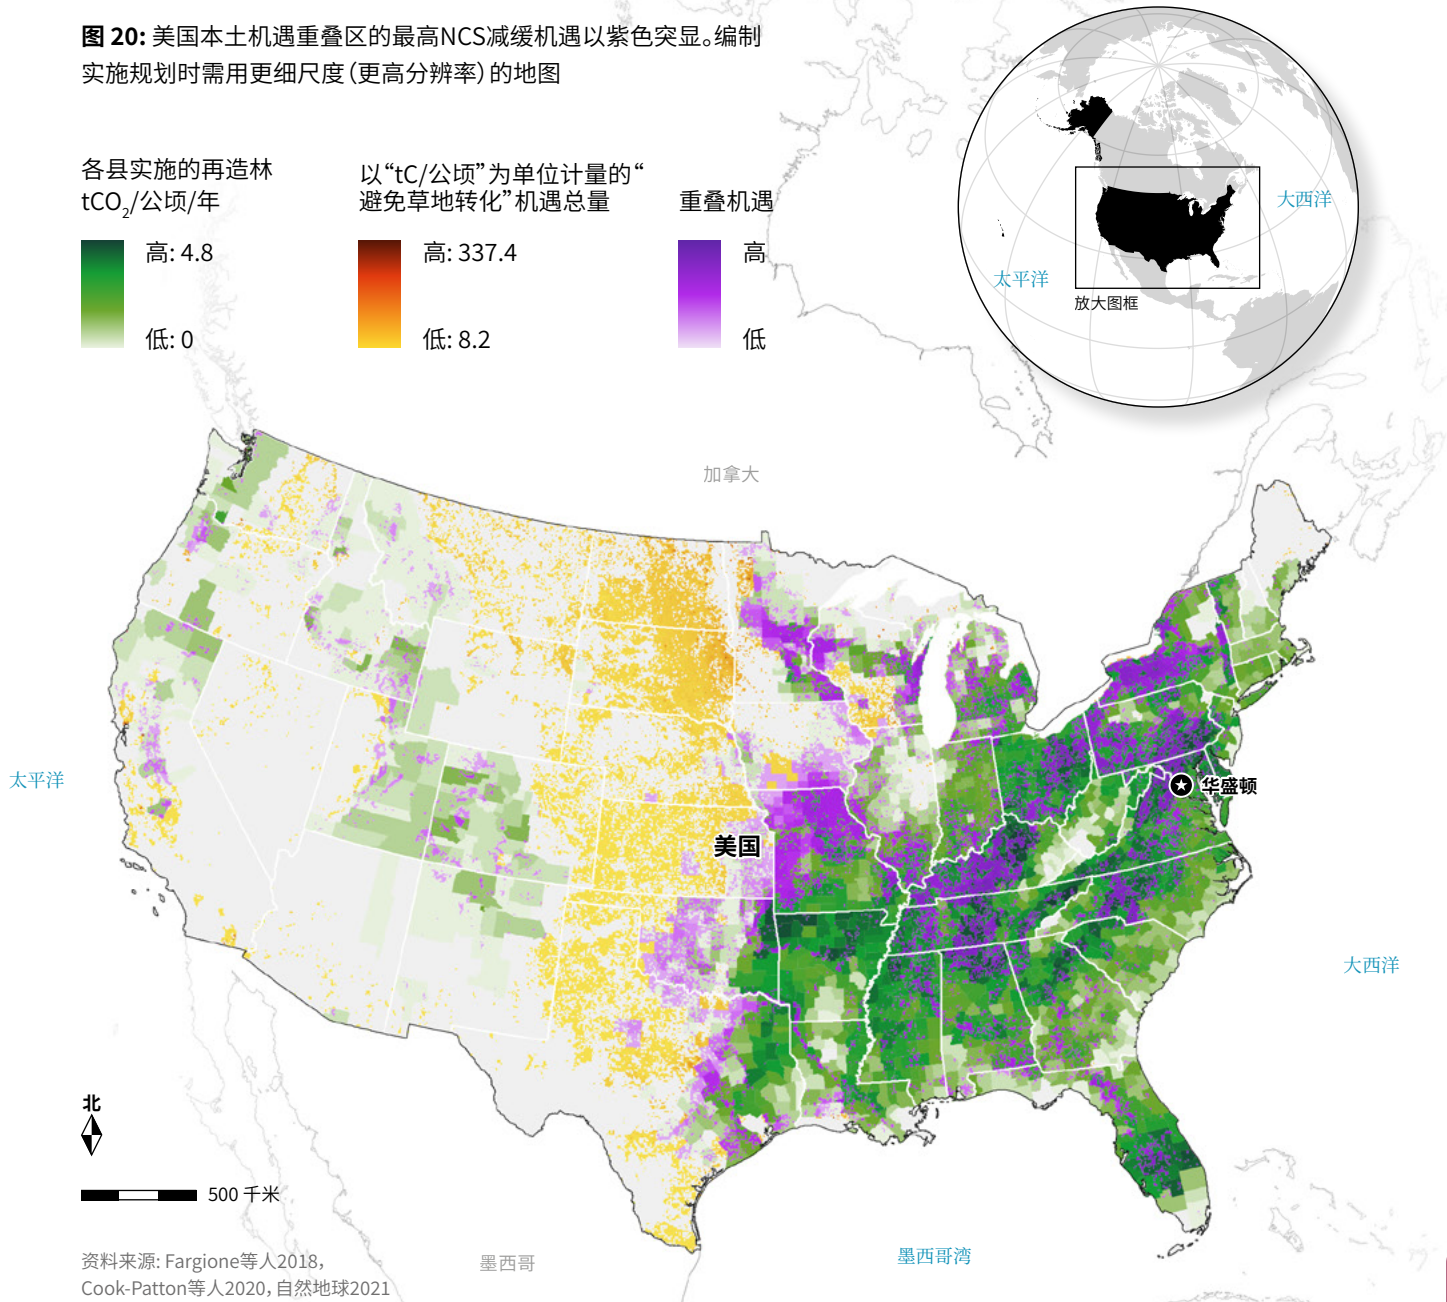 图 20: 美国本土机遇重叠区的最高NCS减缓机遇以紫色突显。编制
实施规划时需用更细尺度（更高分辨率）的地图
各县实施的再造林
tCO₂/公顷/年
高: 4.8
低: 0
以“tC/公顷”为单位计量的“
避免草地转化”机遇总量
高: 337.4
低: 8.2
重叠机遇
高
低
大西洋
太平洋
放大图框
加拿大
太平洋
华盛顿
美国
大西洋
北
500 千米
墨西哥
墨西哥湾
资料来源: Fargione等人2018，
Cook-Patton等人2020，自然地球2021